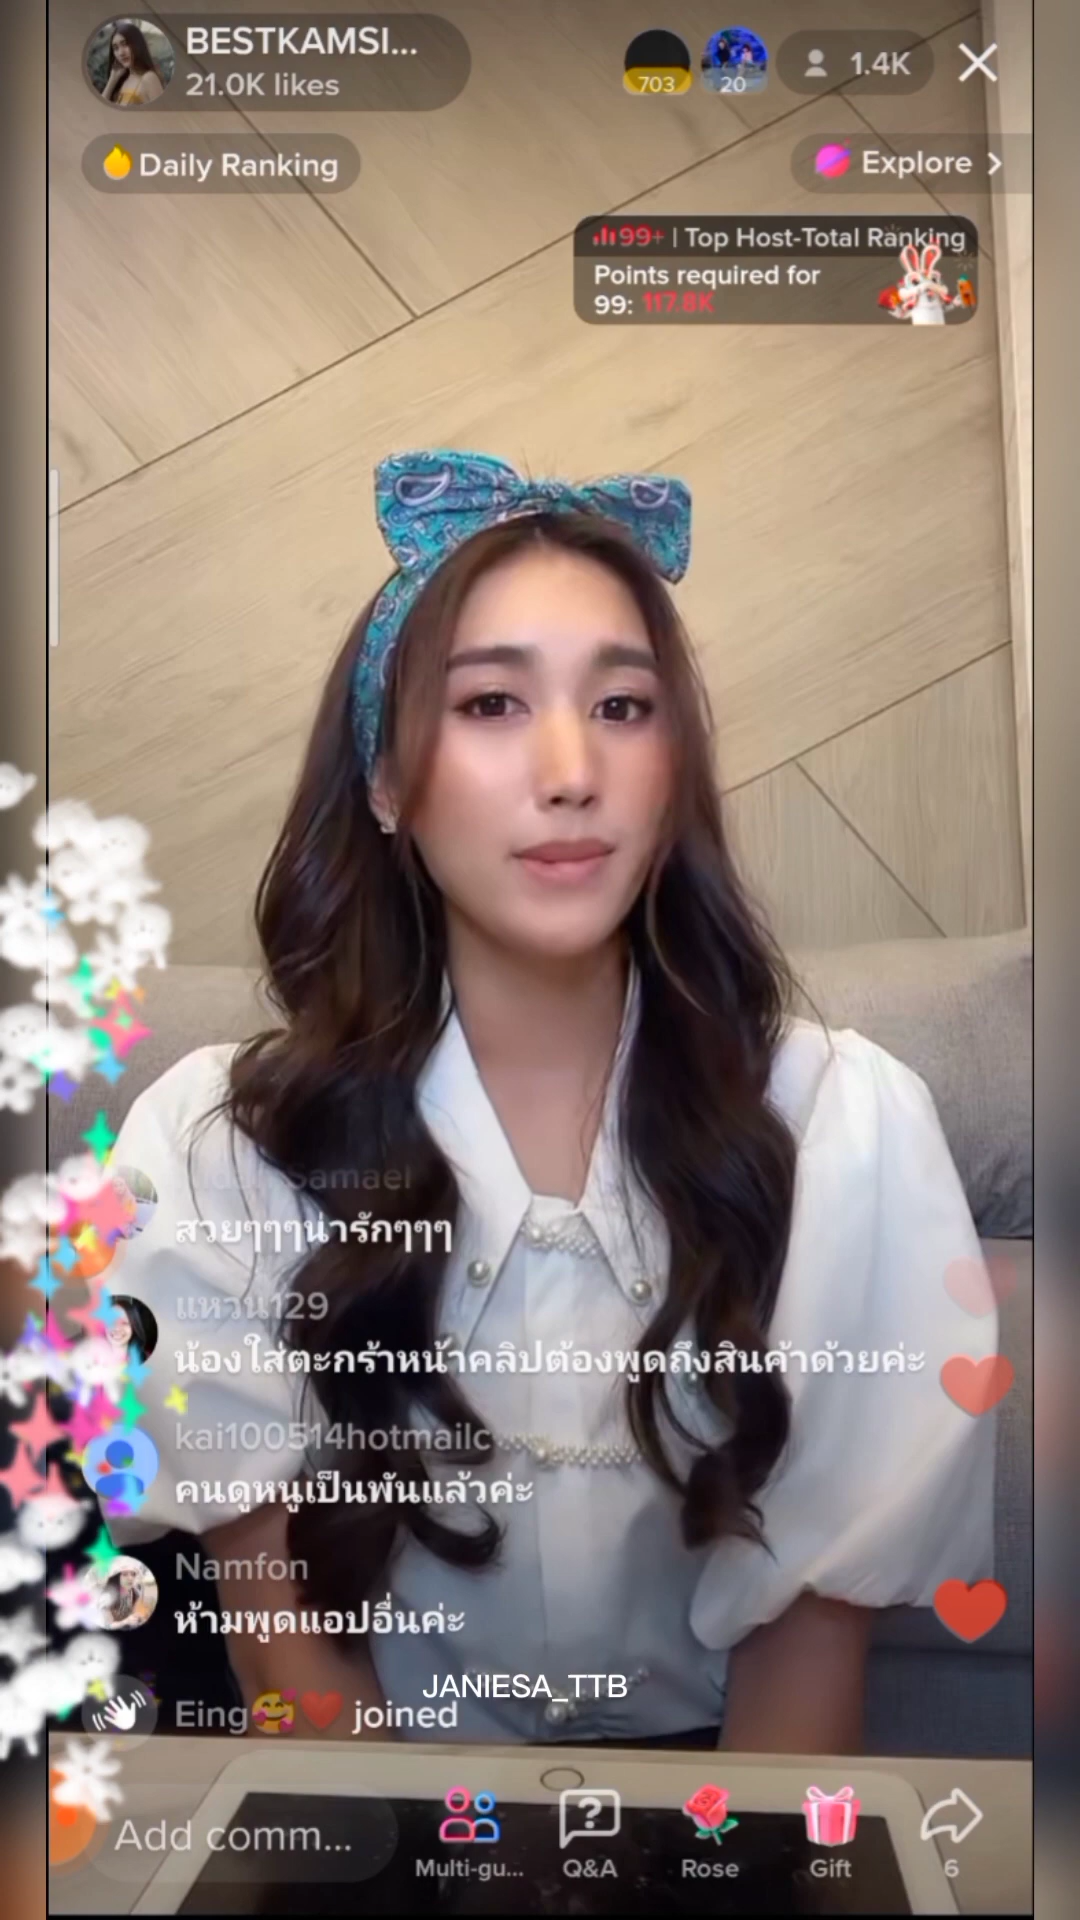 BESTKAMSI...
21.0K likes
703
20
1.4K
Daily Ranking
Explore
99+ | Top Host-Total Ranking
Points required for
99: 117.8K
Samael
สวยๆๆๆน่ารักๆๆๆ
แหวน129
น้องใส่ตะกร้าหน้าคลิปต้องพูดถึงสินค้าด้วยค่ะ
kai100514hotmailc
คนดูหนูเป็นพันแล้วค่ะ
Namfon
ห้ามพูดแอปอื่นค่ะ
JANIESA_TTB
Eing🥰❤️ joined
Add comm...
Multi-gu...
Q&A
Rose
Gift
6